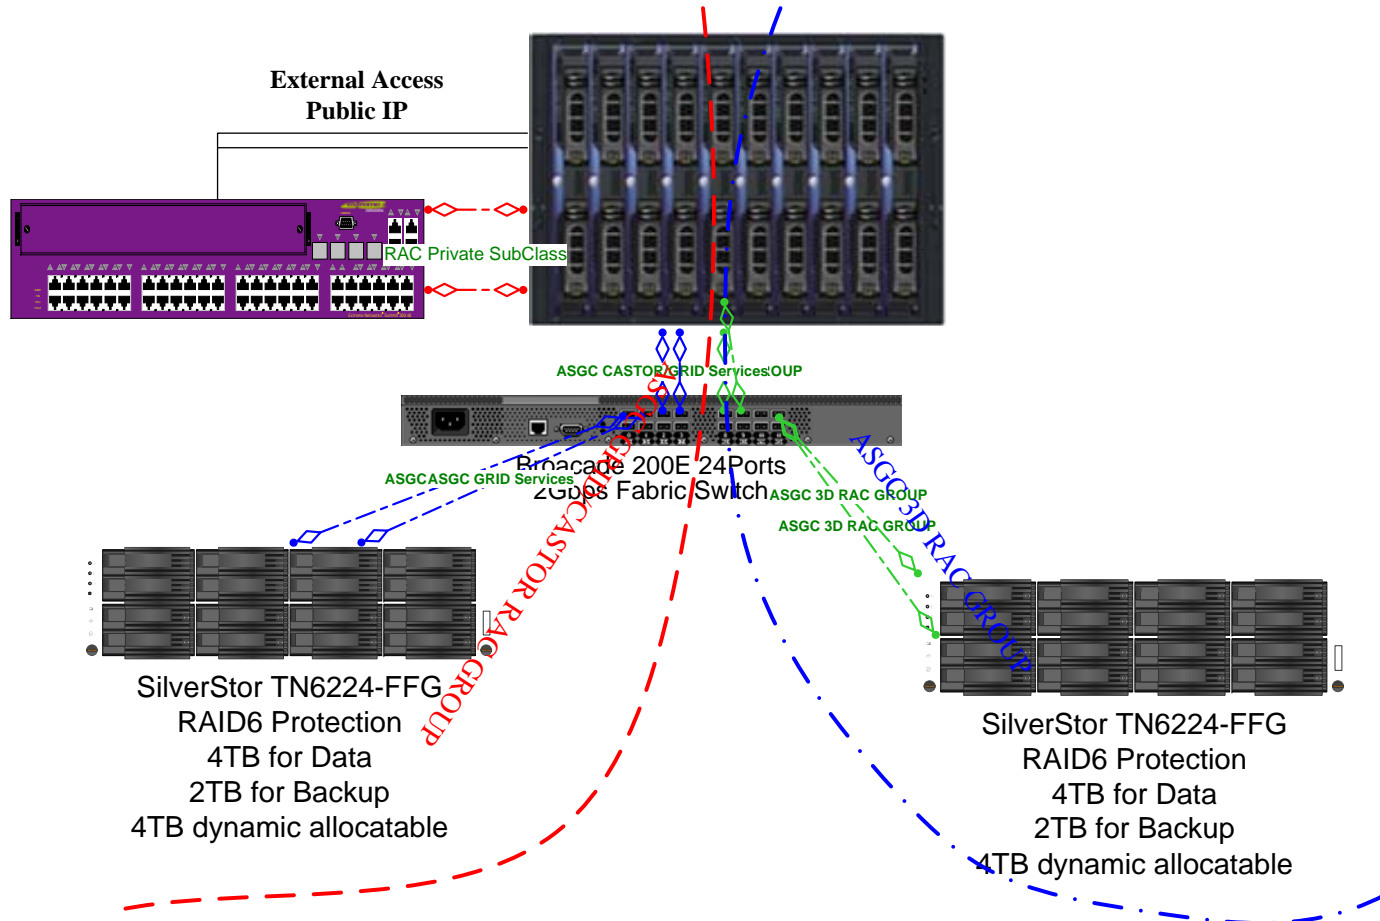 External Access
Public IP
RAC Private SubClass
ASGC CASTOR/GRID Services
OUP
Broacade 200E 24Ports
2Gbps Fabric Switch
ASGCASGC GRID Services
ASGC 3D RAC GROUP
ASGC 3D RAC GROUP
ASGC GRID/CASTOR RAC GROUP
ASGC 3D RAC GROUP
SilverStor TN6224-FFG
RAID6 Protection
4TB for Data
2TB for Backup
4TB dynamic allocatable
SilverStor TN6224-FFG
RAID6 Protection
4TB for Data
2TB for Backup
4TB dynamic allocatable